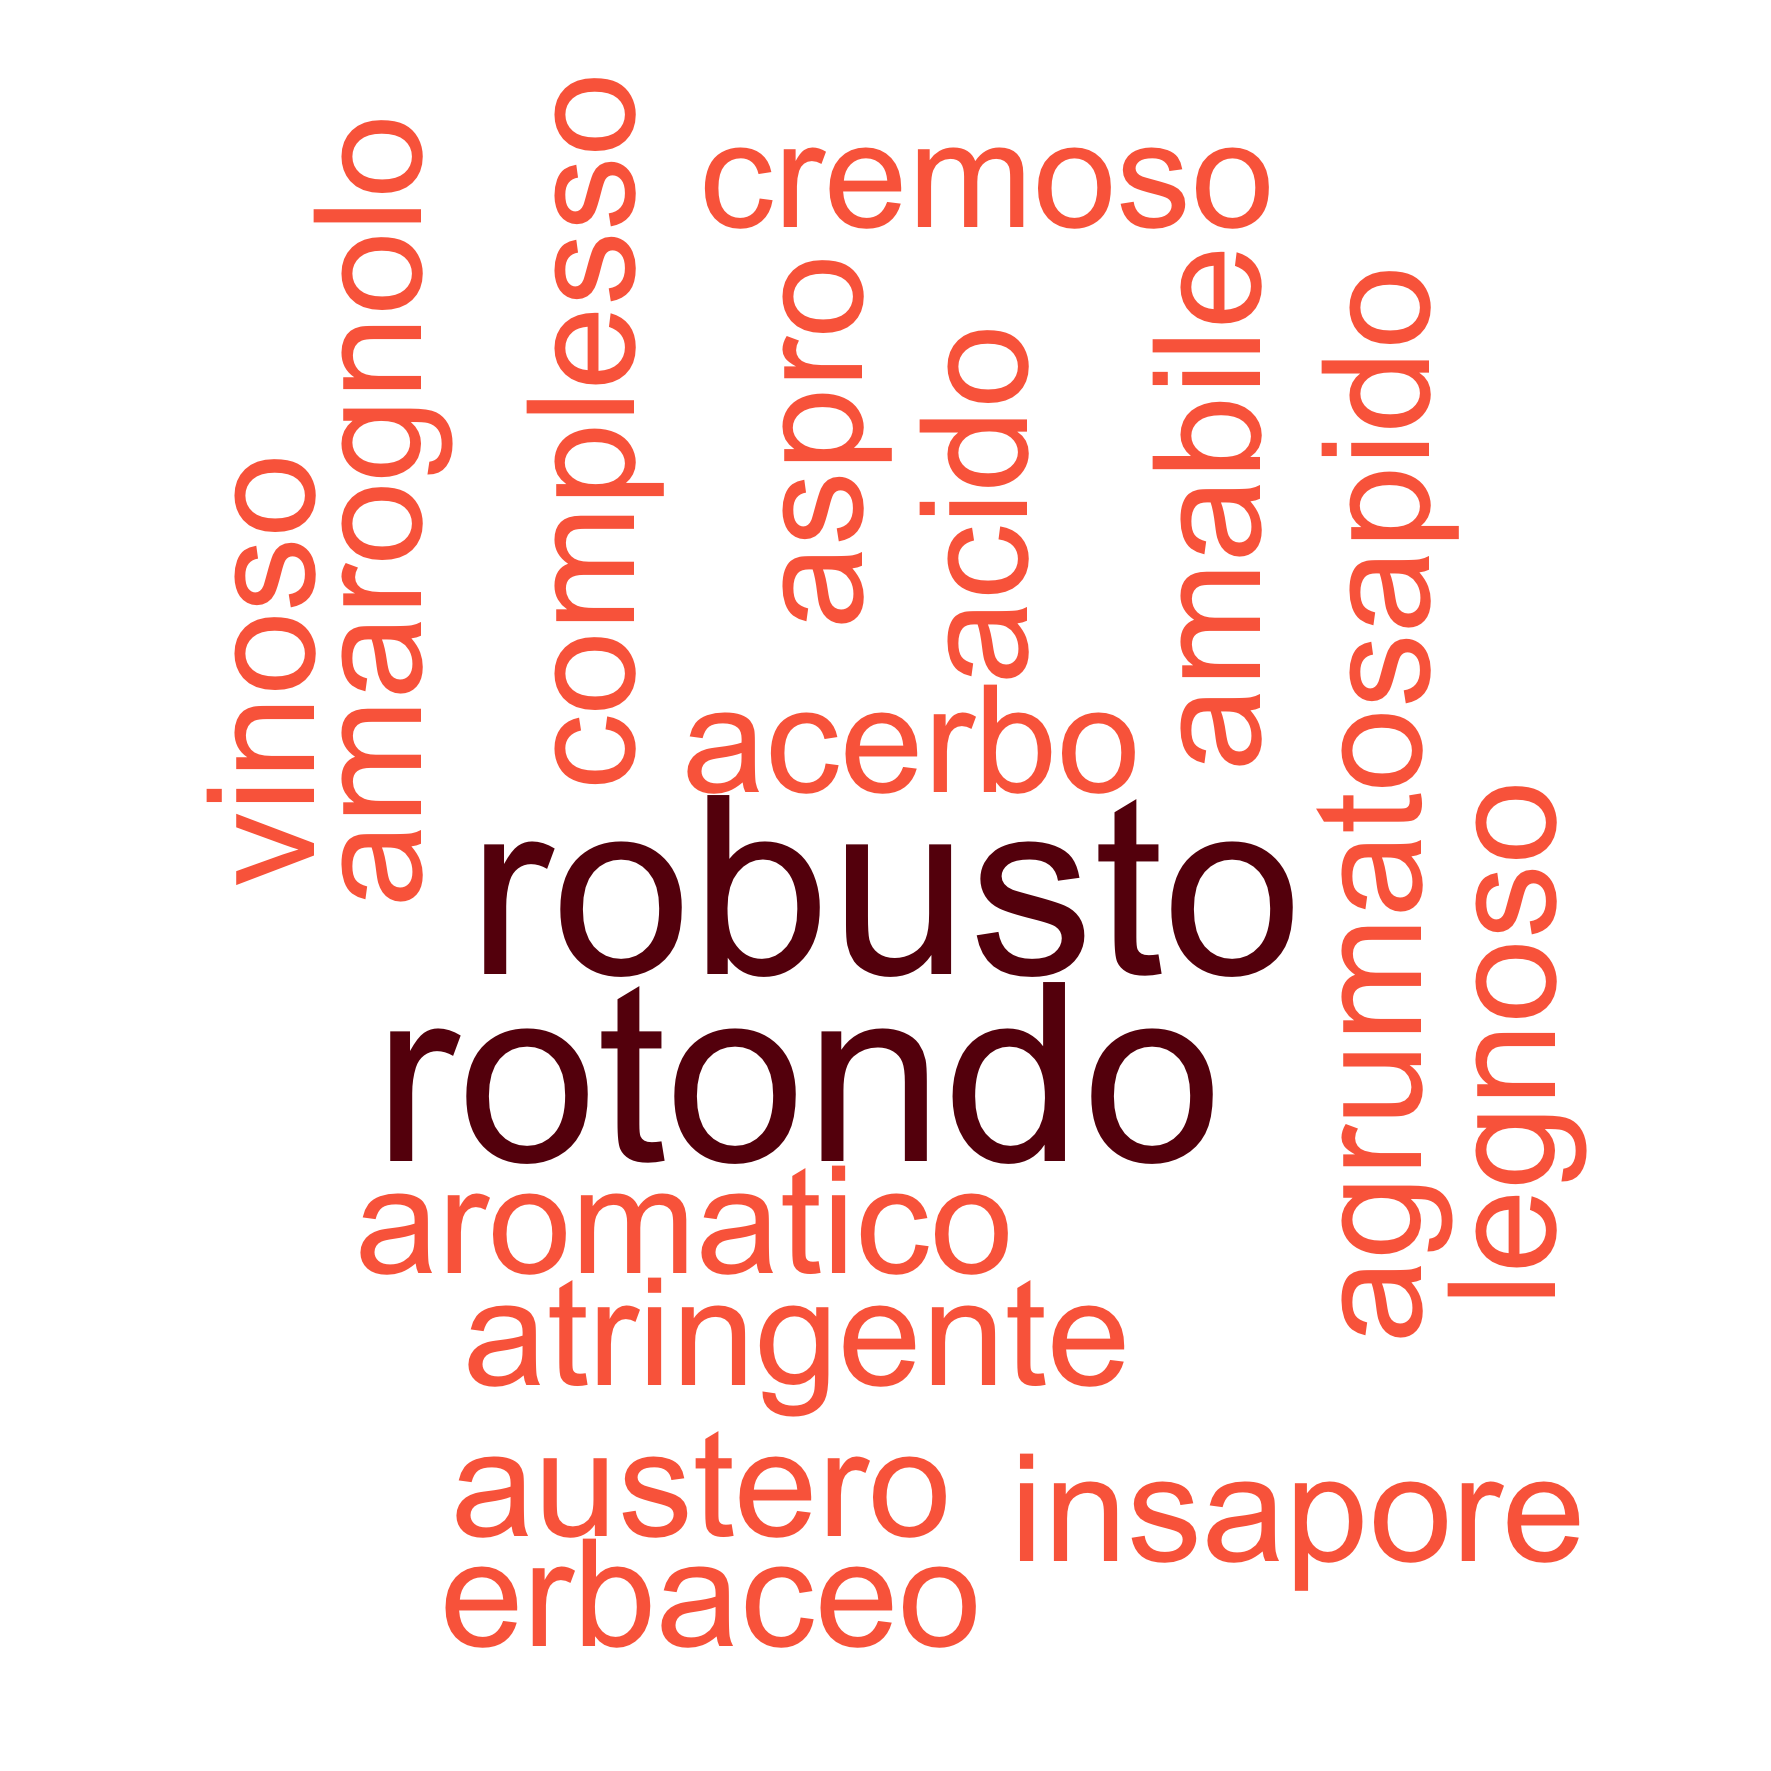 cremoso
complesso
amarognolo
vinoso
aspro
acido
amabile
sapido
acerbo
robusto
rotondo
agrumato
legnoso
aromatico
atringente
austero
insapore
erbaceo